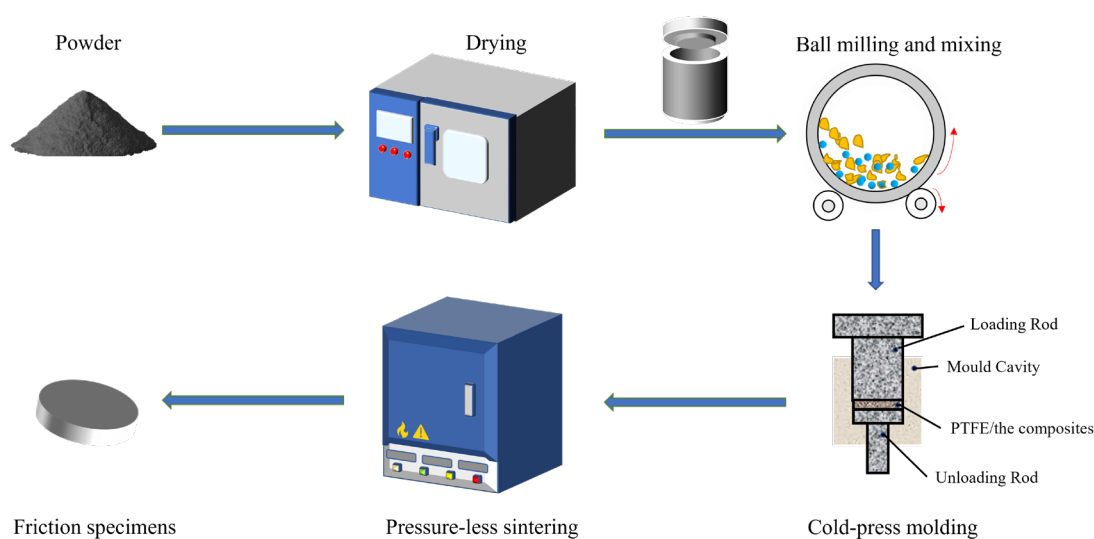 Powder
Drying
Ball milling and mixing
Loading Rod
Mould Cavity
PTFE/the composites
Unloading Rod
Friction specimens
Pressure-less sintering
Cold-press molding